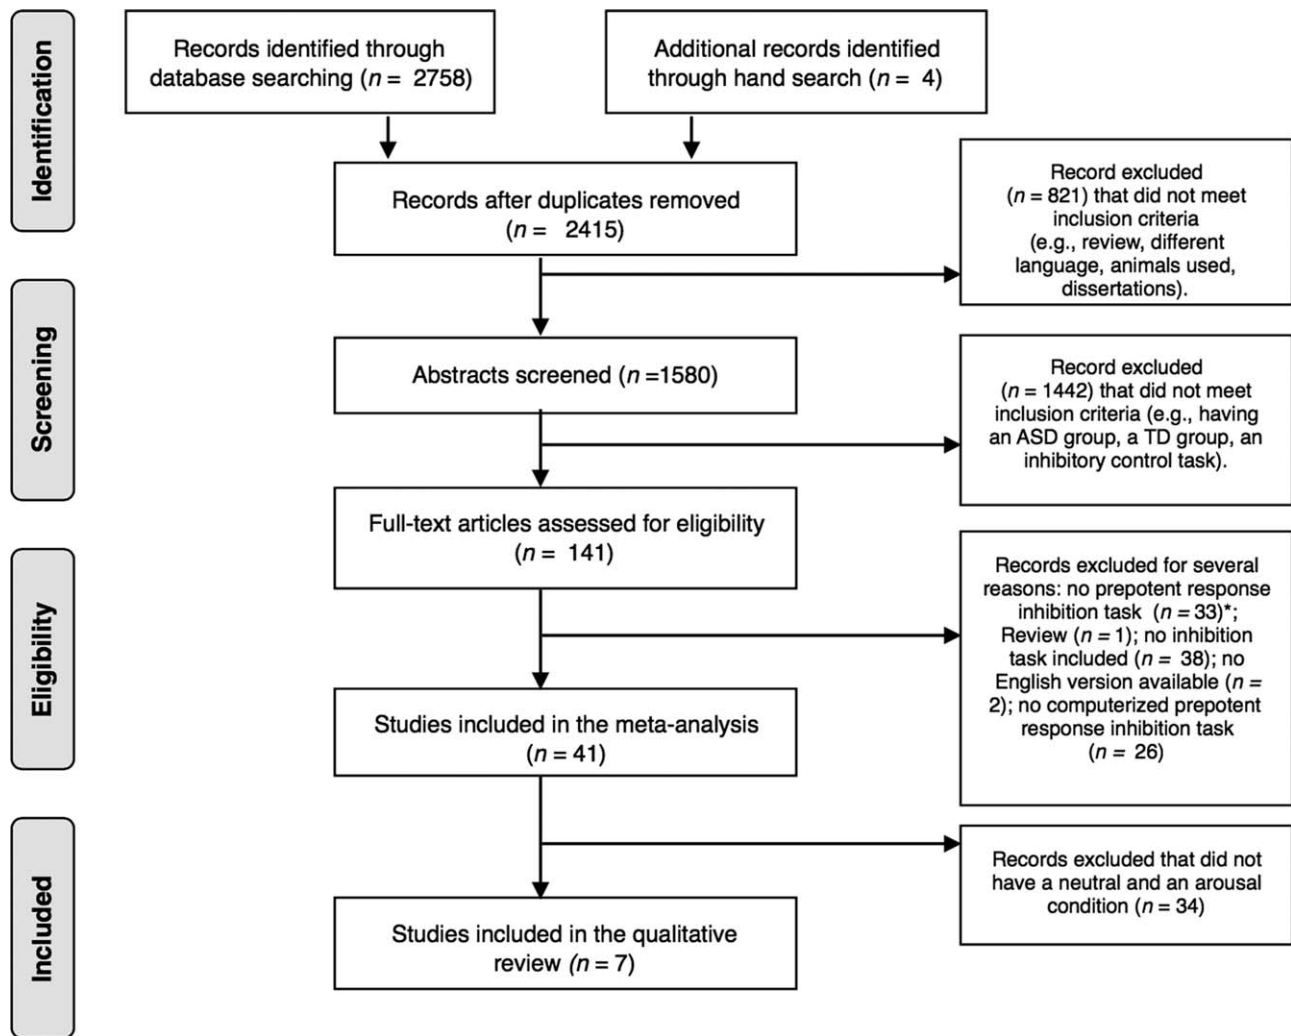 Identification
Records identified through
database searching (n = 2758)
Additional records identified
through hand search (n = 4)
Records after duplicates removed
(n = 2415)
Record excluded
(n = 821) that did not meet
inclusion criteria
(e.g., review, different
language, animals used,
dissertations).
Screening
Abstracts screened (n =1580)
Record excluded
(n = 1442) that did not meet
inclusion criteria (e.g., having
an ASD group, a TD group, an
inhibitory control task).
Full-text articles assessed for eligibility
(n = 141)
Eligibility
Records excluded for several
reasons: no prepotent response
inhibition task (n = 33)*;
Review (n = 1); no inhibition
task included (n = 38); no
English version available (n =
2); no computerized prepotent
response inhibition task
(n = 26)
Studies included in the meta-analysis
(n = 41)
Included
Records excluded that did not
have a neutral and an arousal
condition (n = 34)
Studies included in the qualitative
review (n = 7)